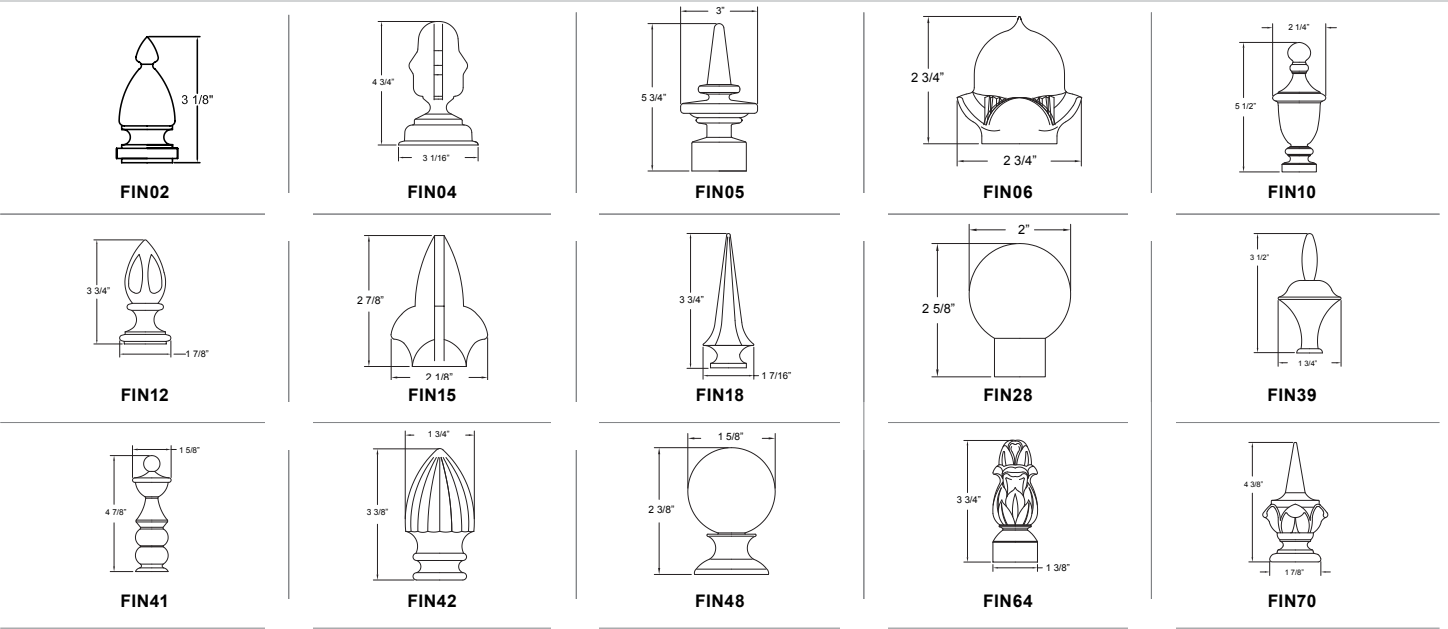 3 1/8"
FIN02
4 3/4"
3 1/16"
FIN04
3"
5 3/4"
FIN05
2 3/4"
2 3/4"
FIN06
2 1/4"
5 1/2"
FIN10
3 3/4"
1 7/8"
FIN12
2 7/8"
2 1/8"
FIN15
3 3/4"
1 7/16"
FIN18
2"
2 5/8"
FIN28
3 1/2"
1 3/4"
FIN39
1 5/8"
4 7/8"
FIN41
1 3/4"
3 3/8"
FIN42
1 5/8"
2 3/8"
FIN48
3 3/4"
1 3/8"
FIN64
4 3/8"
1 7/8"
FIN70